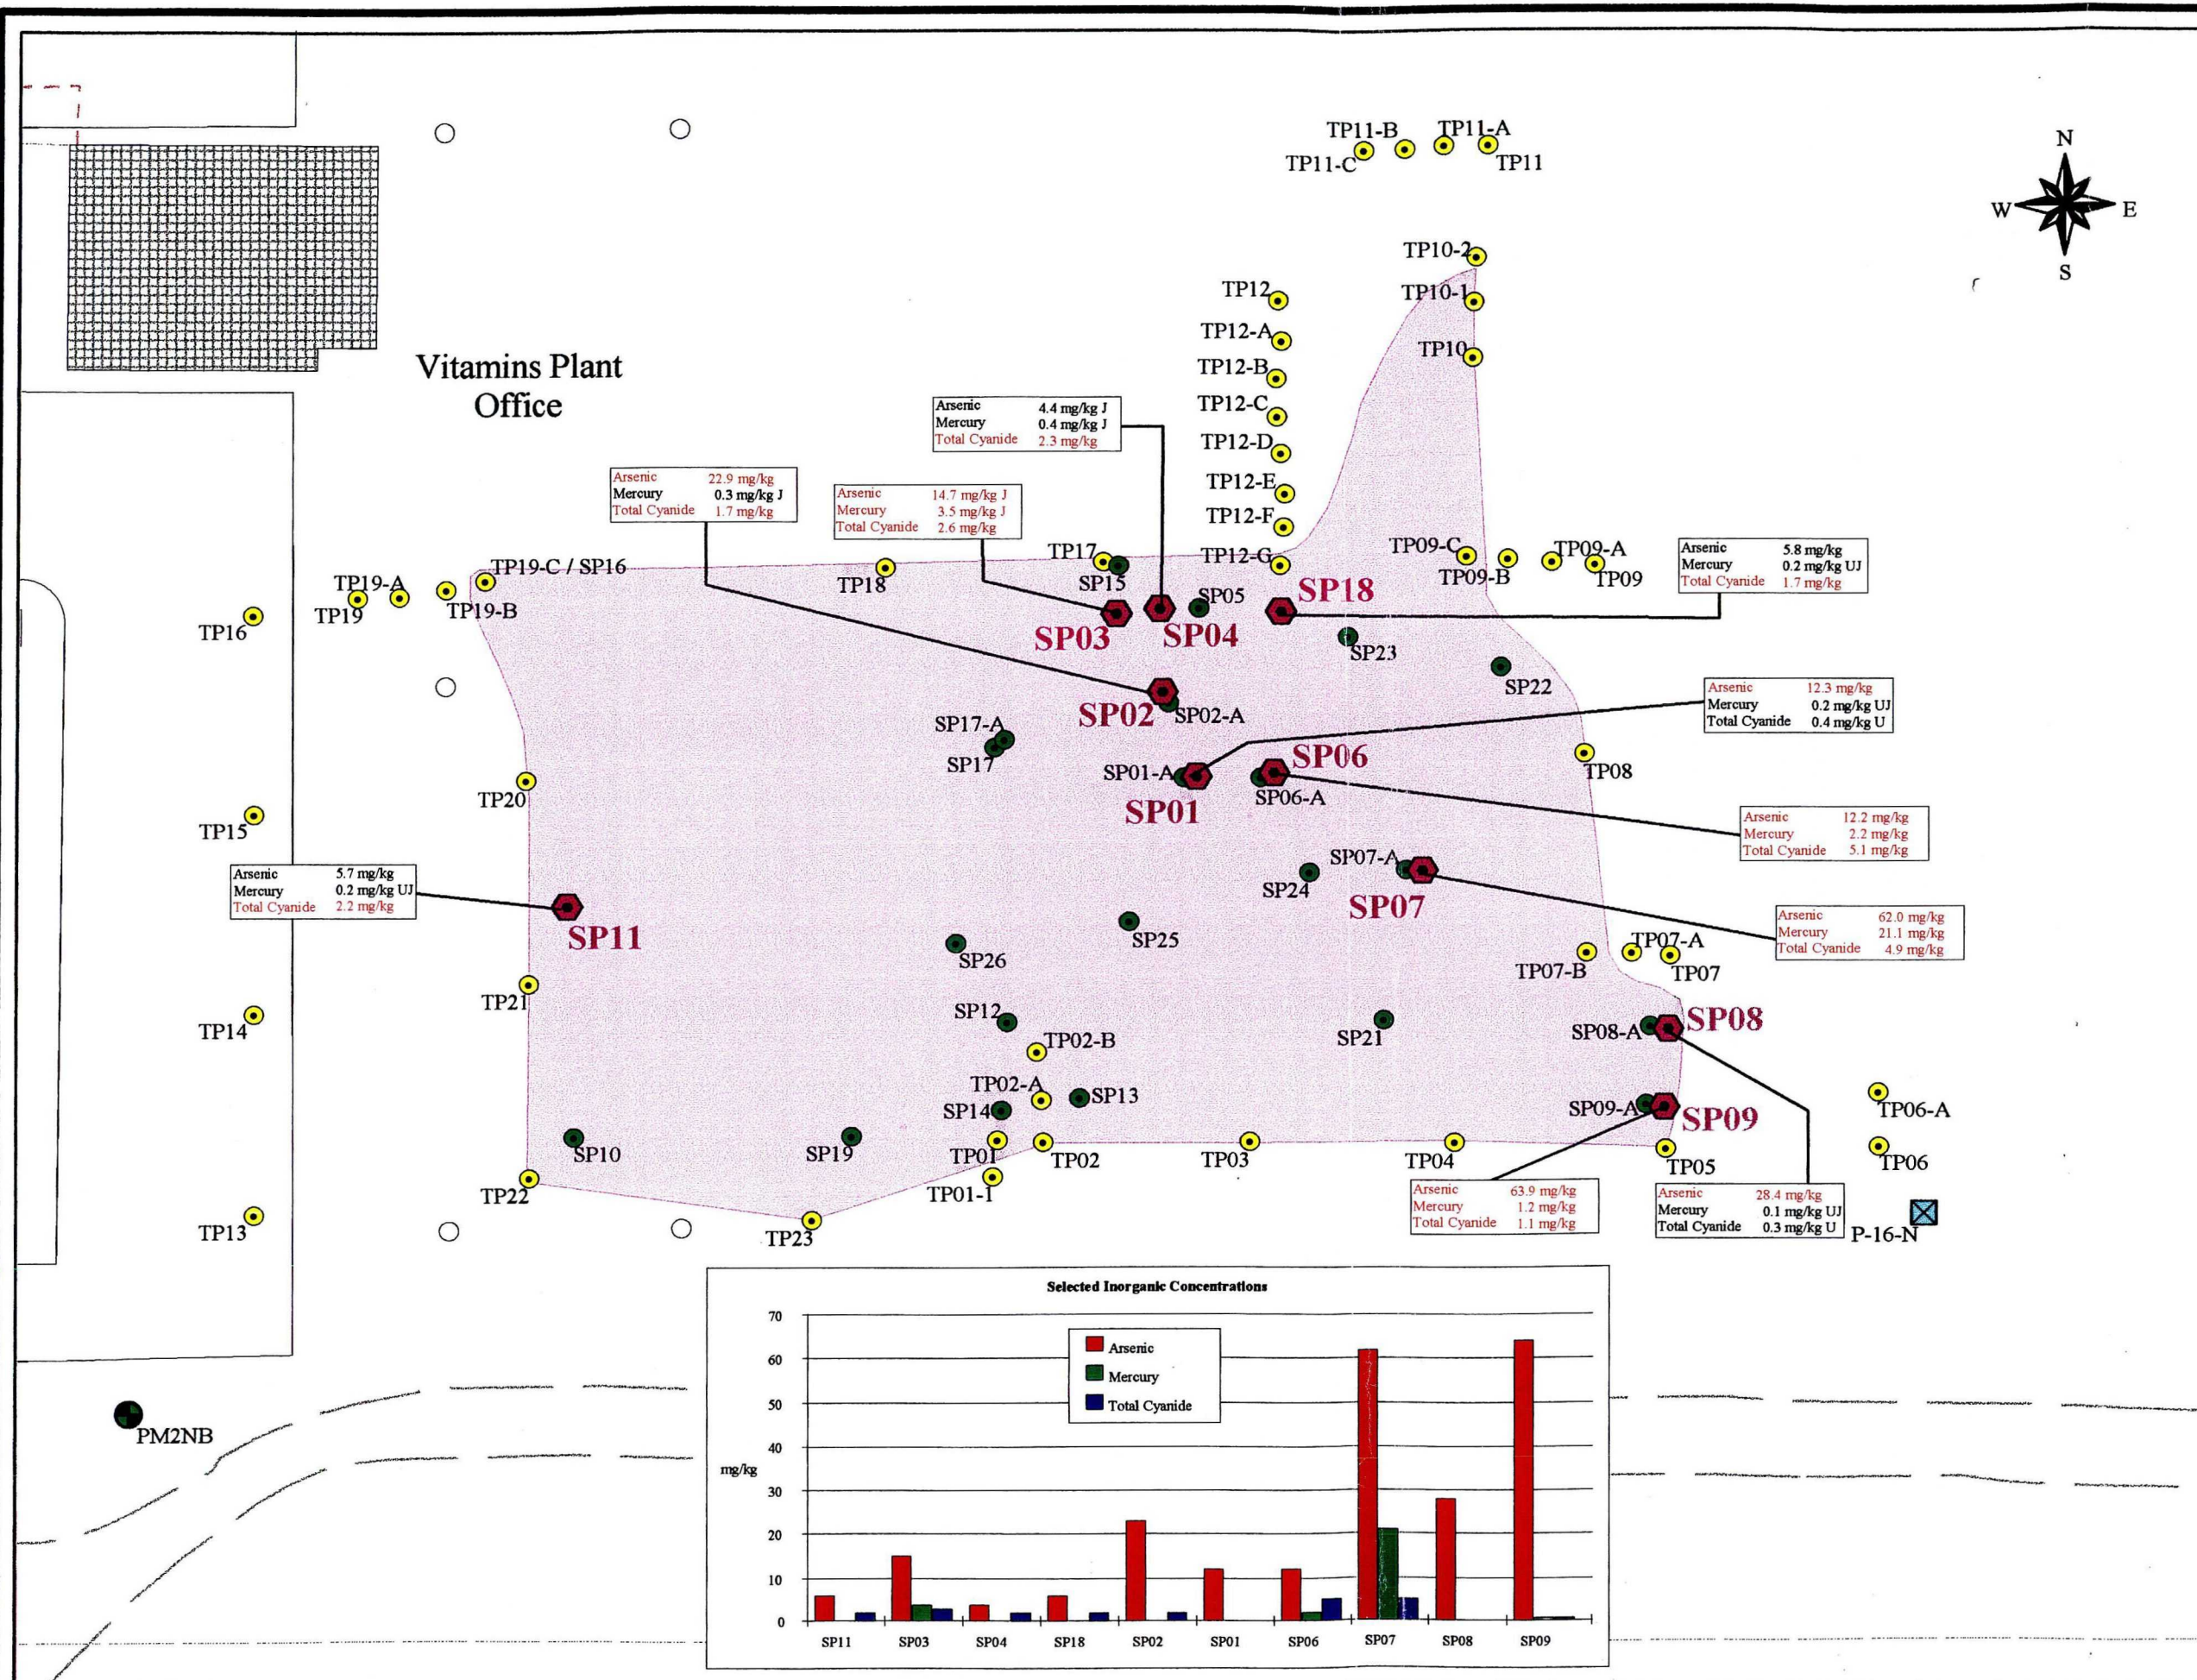 TP11-B
TP11-A
TP11-C
TP11
N
W
E
S
TP10-2
TP12
TP10-1
TP12-A
TP10
TP12-B
Vitamins Plant
Office
TP12-C
Arsenic 4.4 mg/kg J
Mercury 0.4 mg/kg J
Total Cyanide 2.3 mg/kg
TP12-D
Arsenic 22.9 mg/kg
Mercury 0.3 mg/kg J
Total Cyanide 1.7 mg/kg
Arsenic 14.7 mg/kg J
Mercury 3.5 mg/kg J
Total Cyanide 2.6 mg/kg
TP12-E
TP12-F
TP17
TP12-G
TP09-C
TP09-A
Arsenic 5.8 mg/kg
Mercury 0.2 mg/kg UJ
Total Cyanide 1.7 mg/kg
TP19-C / SP16
TP18
SP15
TP09-B
TP09
TP19-A
TP19
TP19-B
SP05
SP18
TP16
SP03
SP04
SP23
SP22
Arsenic 12.3 mg/kg
Mercury 0.2 mg/kg UJ
Total Cyanide 0.4 mg/kg U
SP02
SP02-A
SP17-A
SP17
SP06
SP01-A
TP08
TP20
SP06-A
SP01
TP15
Arsenic 12.2 mg/kg
Mercury 2.2 mg/kg
Total Cyanide 5.1 mg/kg
SP07-A
SP24
Arsenic 5.7 mg/kg
Mercury 0.2 mg/kg UJ
Total Cyanide 2.2 mg/kg
SP07
SP11
Arsenic 62.0 mg/kg
Mercury 21.1 mg/kg
Total Cyanide 4.9 mg/kg
SP25
TP07-A
SP26
TP07-B
TP07
TP21
SP12
SP08
TP14
SP08-A
SP21
TP02-B
TP02-A
SP13
SP14
SP09-A
SP09
TP06-A
SP10
SP19
TP01
TP02
TP03
TP04
TP05
TP06
TP22
TP01-1
Arsenic 63.9 mg/kg
Mercury 1.2 mg/kg
Total Cyanide 1.1 mg/kg
Arsenic 28.4 mg/kg
Mercury 0.1 mg/kg UJ
Total Cyanide 0.3 mg/kg U
TP13
TP23
P-16-N
Selected Inorganic Concentrations
70
60
50
40
30
20
10
0
mg/kg
Arsenic
Mercury
Total Cyanide
SP11 SP03 SP04 SP18 SP02 SP01 SP06 SP07 SP08 SP09
PM2NB